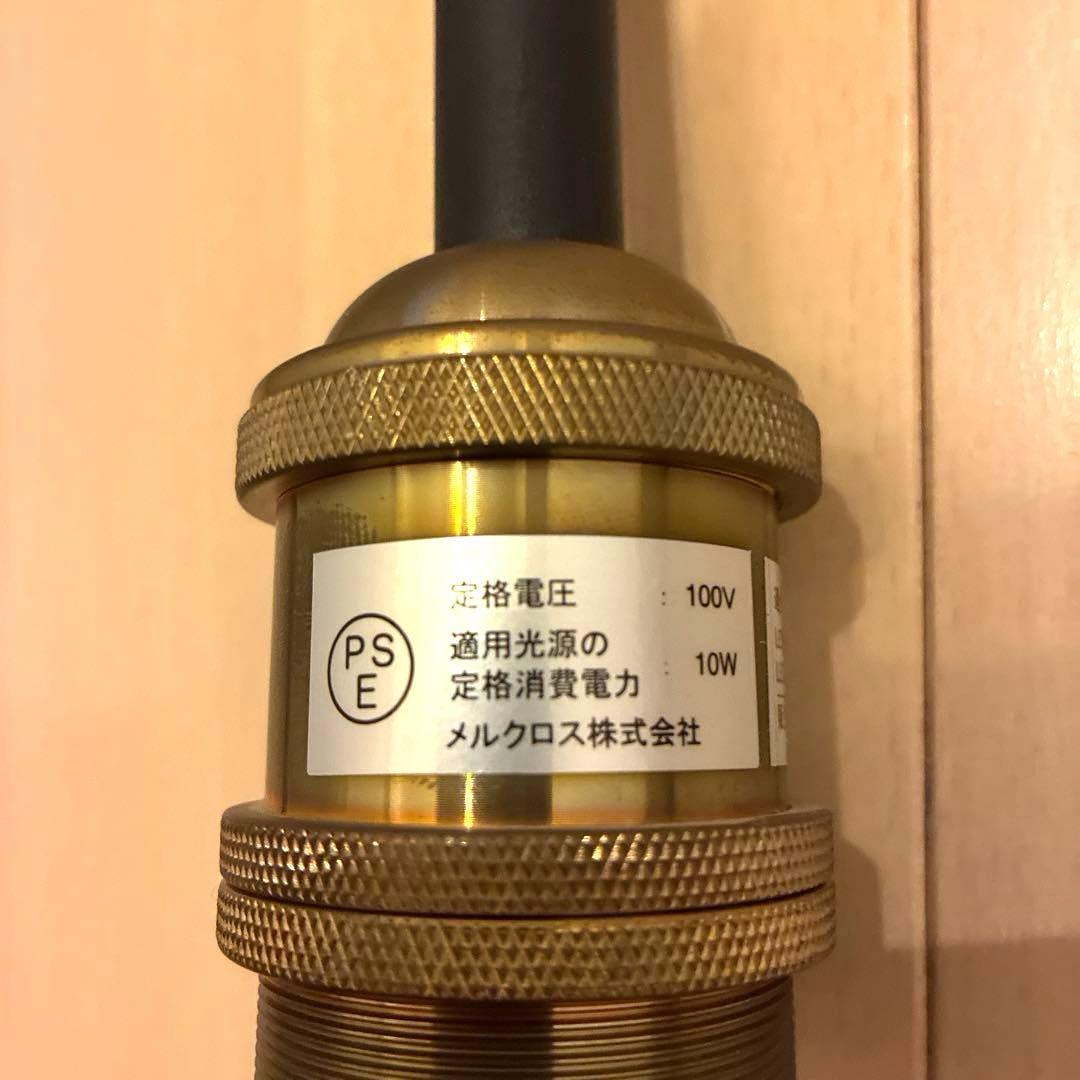 PS
E
定格電圧 : 100V
適用光源の
定格消費電力 : 10W
メルクロス株式会社